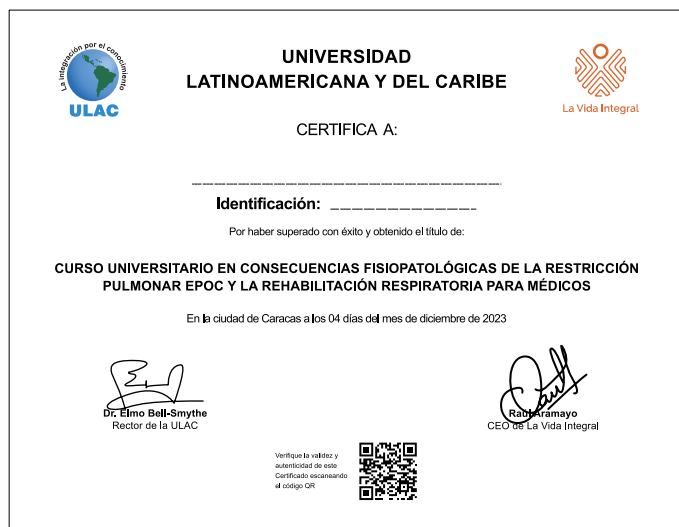 La integración por el conocimiento
ULAC
UNIVERSIDAD
LATINOAMERICANA Y DEL CARIBE
La Vida Integral
CERTIFICA A:
Identificación:
Por haber superado con éxito y obtenido el título de:
CURSO UNIVERSITARIO EN CONSECUENCIAS FISIOPATOLÓGICAS DE LA RESTRICCIÓN
PULMONAR EPOC Y LA REHABILITACIÓN RESPIRATORIA PARA MÉDICOS
En la ciudad de Caracas a los 04 días del mes de diciembre de 2023
Dr. Elmo Bell-Smythe
Rector de la ULAC
Raúl Aramayo
CEO de La Vida Integral
Verifique la validez y
autenticidad de este
Certificado escaneando
el código QR